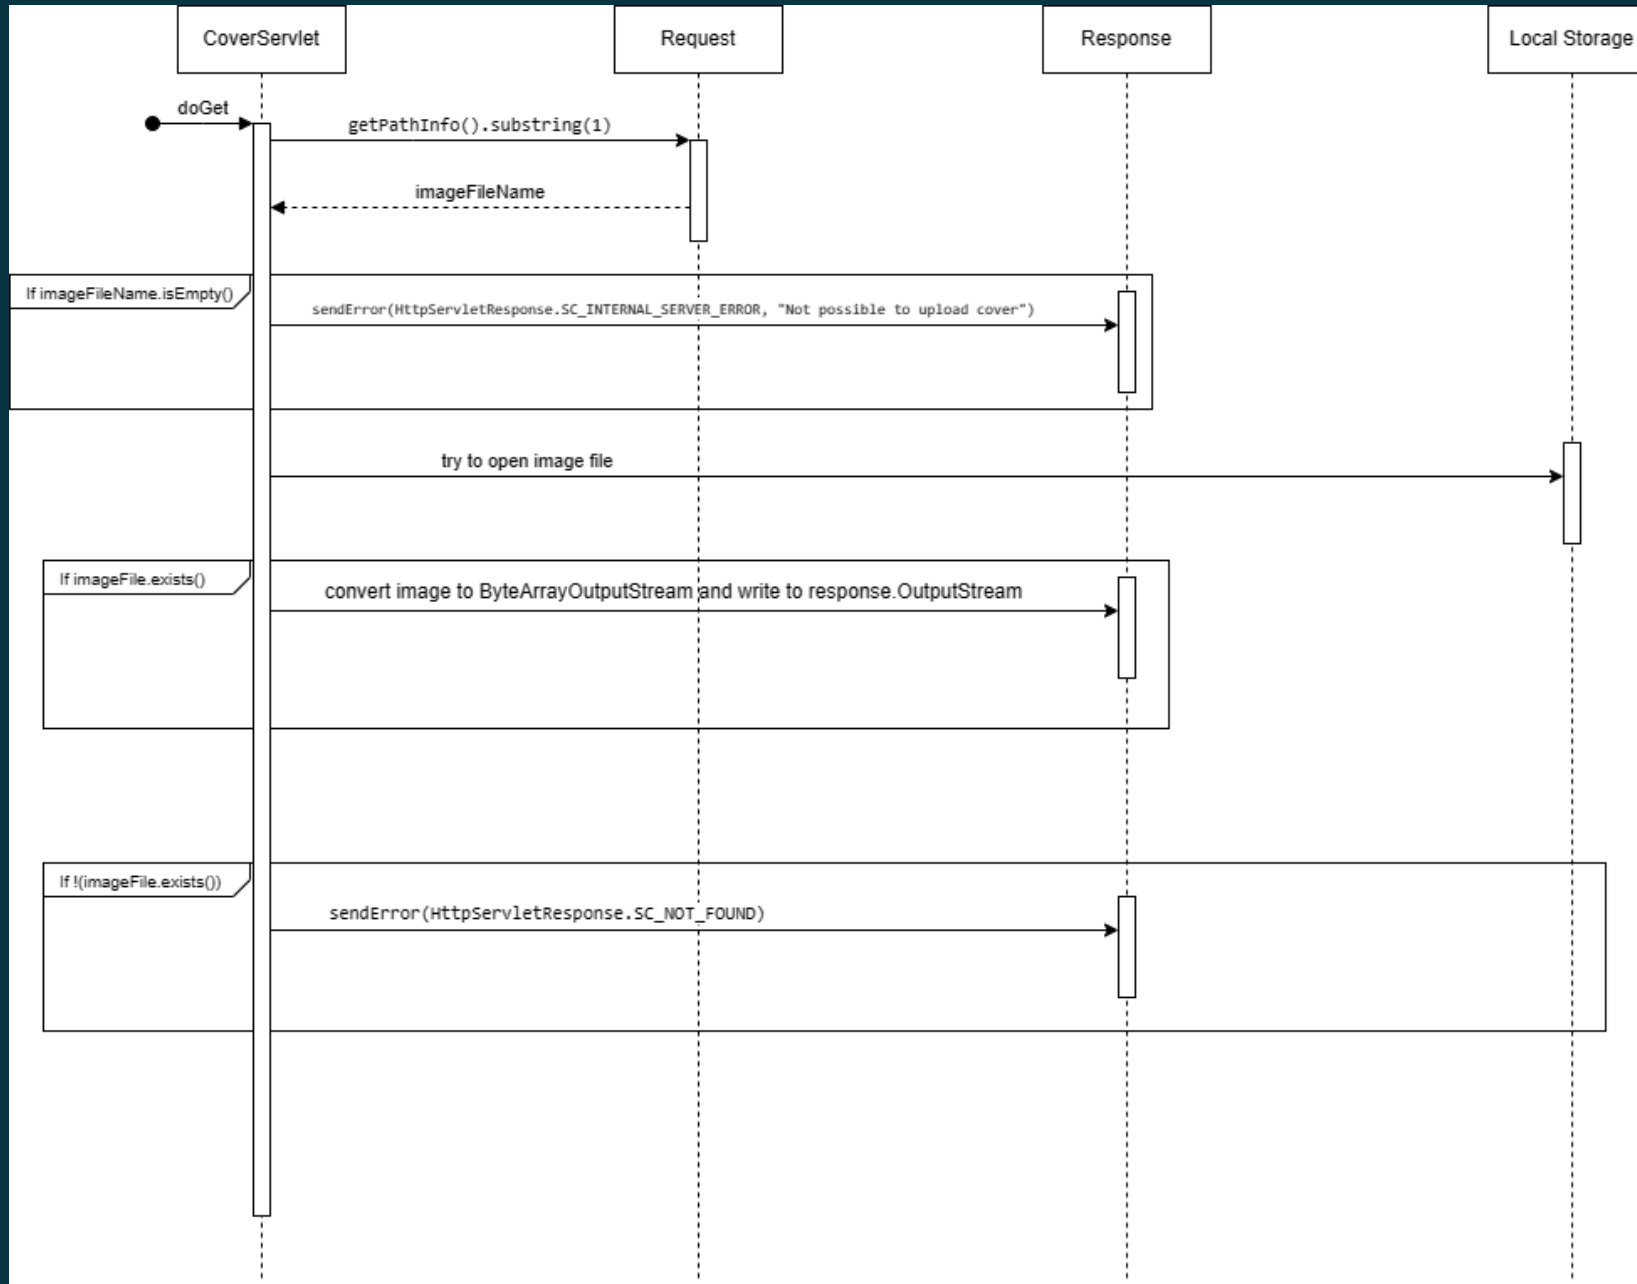 CoverServlet
Request
Response
Local Storage
doGet
getPathInfo().substring(1)
imageFileName
If imageFileName.isEmpty()
sendError(HttpServletResponse.SC_INTERNAL_SERVER_ERROR, "Not possible to upload cover")
try to open image file
If imageFile.exists()
convert image to ByteArrayOutputStream and write to response.OutputStream
If !(imageFile.exists())
sendError(HttpServletResponse.SC_NOT_FOUND)